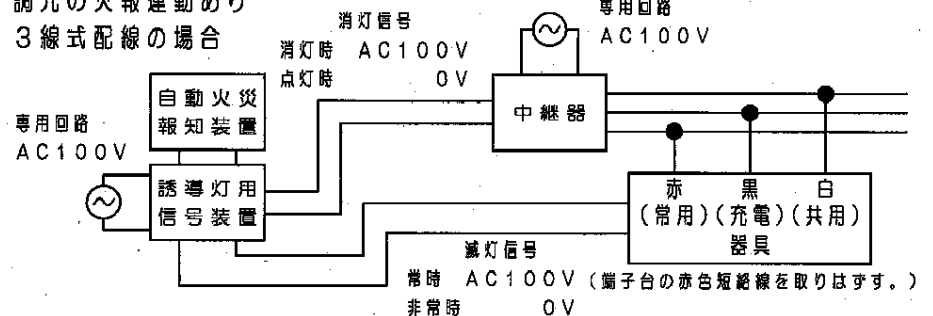 の火報連動あり
3線式配線の場合
消灯信号
消灯時 AC100V
点灯時 0V
専用回路
AC100V
自動火災
報知装置
中継器
専用回路
AC100V
誘導灯用
信号装置
赤 黒 白
(常用)(充電)(共用)
器具
減灯信号
常時 AC100V
(端子台の赤色短絡線を取りはずす。)
非常時 0V